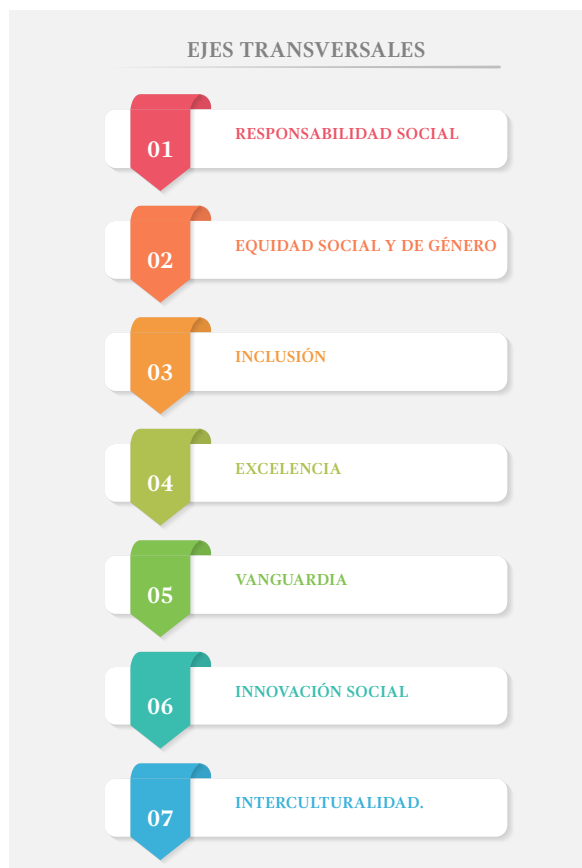 EJES TRANSVERSALES
01
RESPONSABILIDAD SOCIAL
02
EQUIDAD SOCIAL Y DE GÉNERO
03
INCLUSIÓN
04
EXCELENCIA
05
VANGUARDIA
06
INNOVACIÓN SOCIAL
07
INTERCULTURALIDAD.